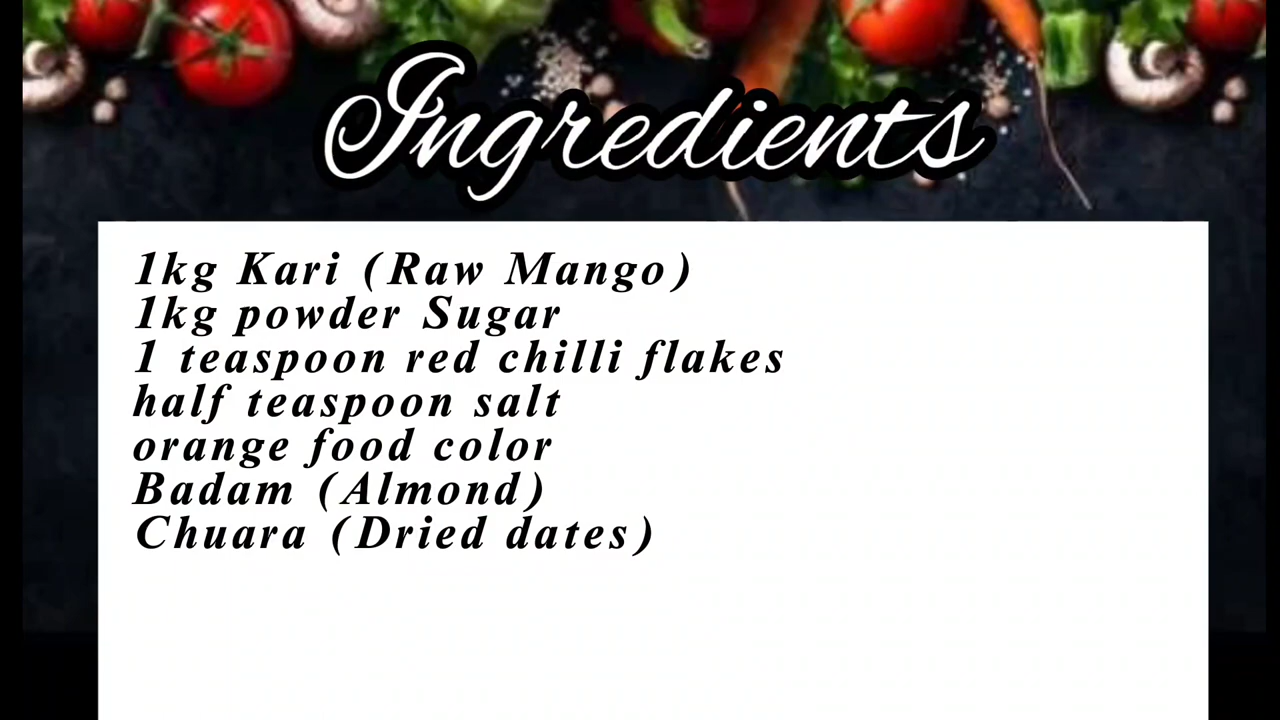 Ingredients
1kg Kari (Raw Mango)
1kg powder Sugar
1 teaspoon red chilli flakes
half teaspoon salt
orange food color
Badam (Almond)
Chuara (Dried dates)